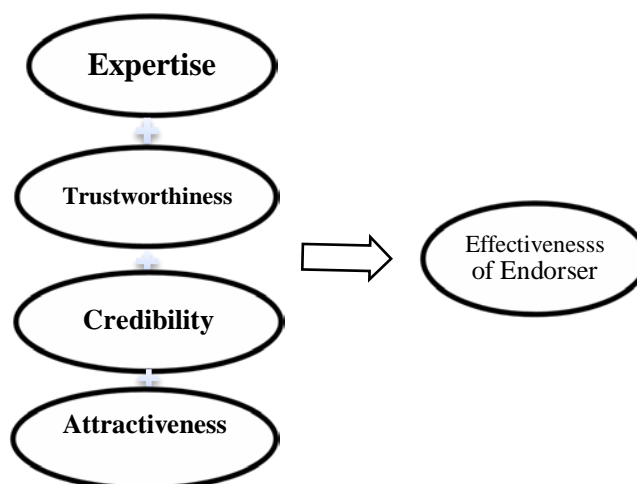 Expertise
Trustworthiness
Credibility
Attractiveness
Effectivenesss
of Endorser